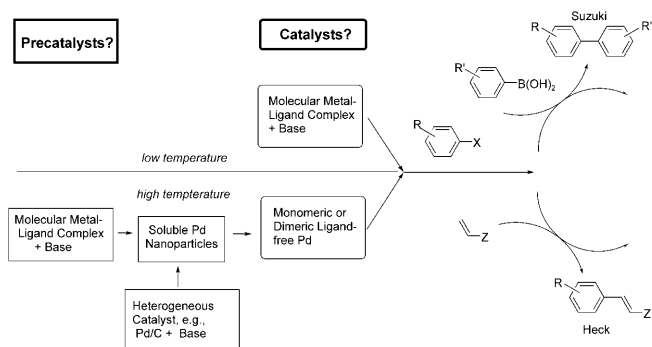 Precatalysts?
Catalysts?
Suzuki
R
R'
R'
B(OH)2
Molecular Metal-
Ligand Complex
+ Base
R
X
low temperature
high tempterature
Molecular Metal-
Ligand Complex
+ Base
Soluble Pd
Nanoparticles
Monomeric or
Dimeric Ligand-
free Pd
Z
Heterogeneous
Catalyst, e.g.,
Pd/C + Base
R
Z
Heck